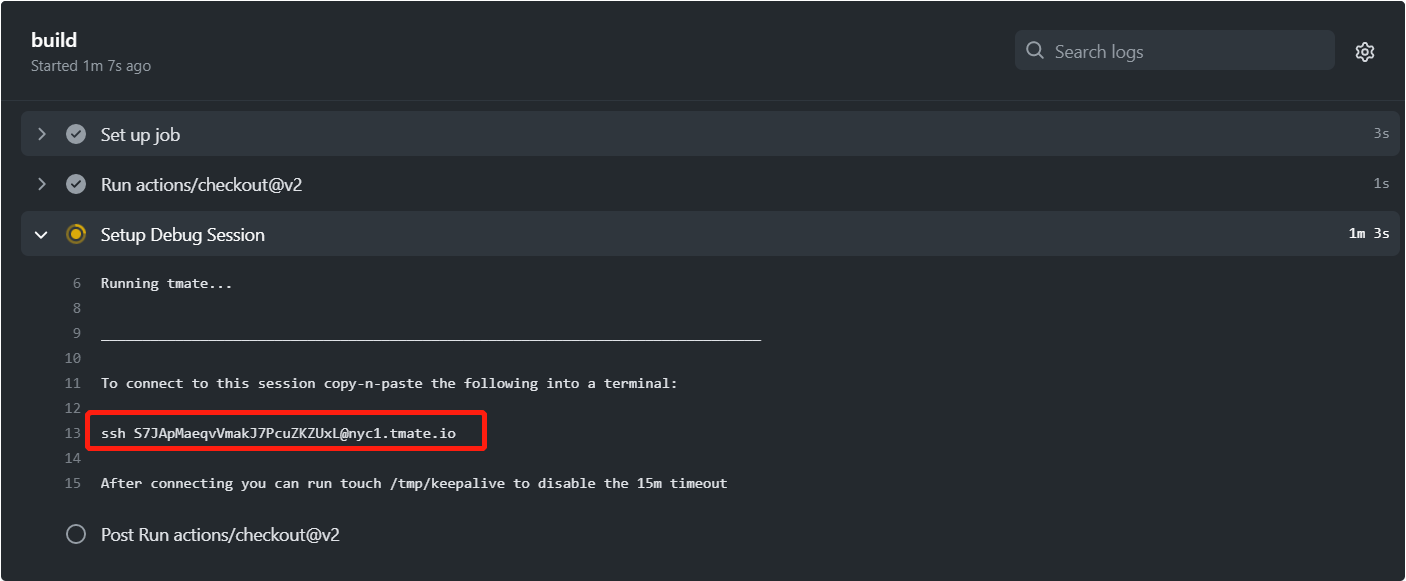 build
Started 1m 7s ago
Search logs
Set up job 3s
Run actions/checkout@v2 1s
Setup Debug Session 1m 3s
6 Running tmate...
8
9
10
11 To connect to this session copy-n-paste the following into a terminal:
12
13 ssh S7JApMaeqvVmakJ7PcuZKZUxL@nyc1.tmate.io
14
15 After connecting you can run touch /tmp/keepalive to disable the 15m timeout
Post Run actions/checkout@v2